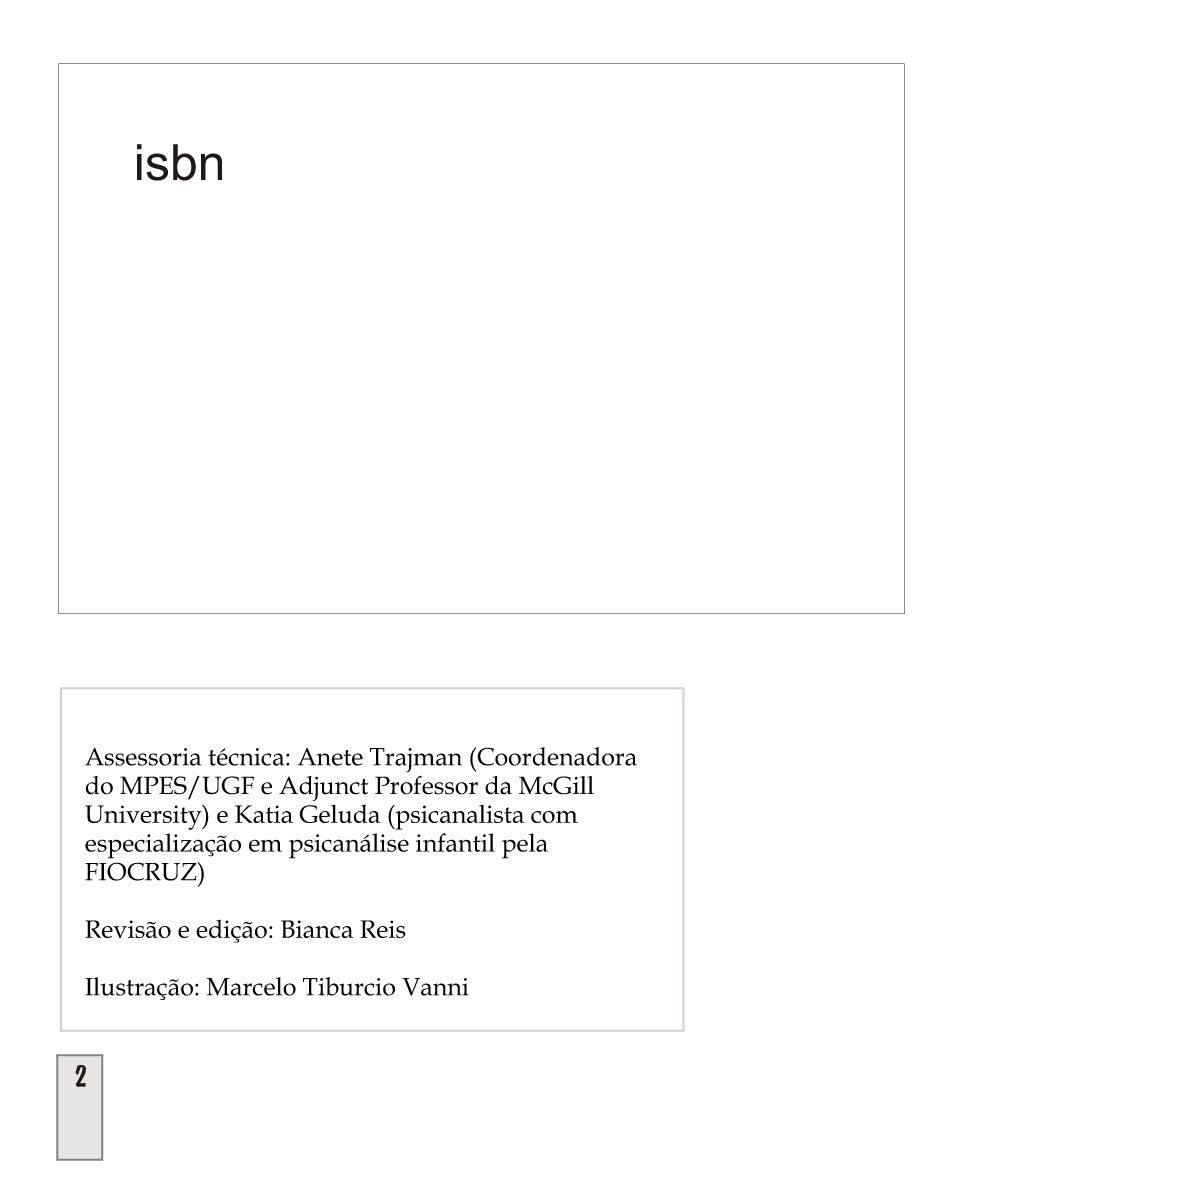 isbn
Assessoria técnica: Anete Trajman (Coordenadora
do MPES/UGF e Adjunct Professor da McGill
University) e Katia Geluda (psicanalista com
especialização em psicanálise infantil pela
FIOCRUZ)
Revisão e edição: Bianca Reis
Ilustração: Marcelo Tiburcio Vanni
2